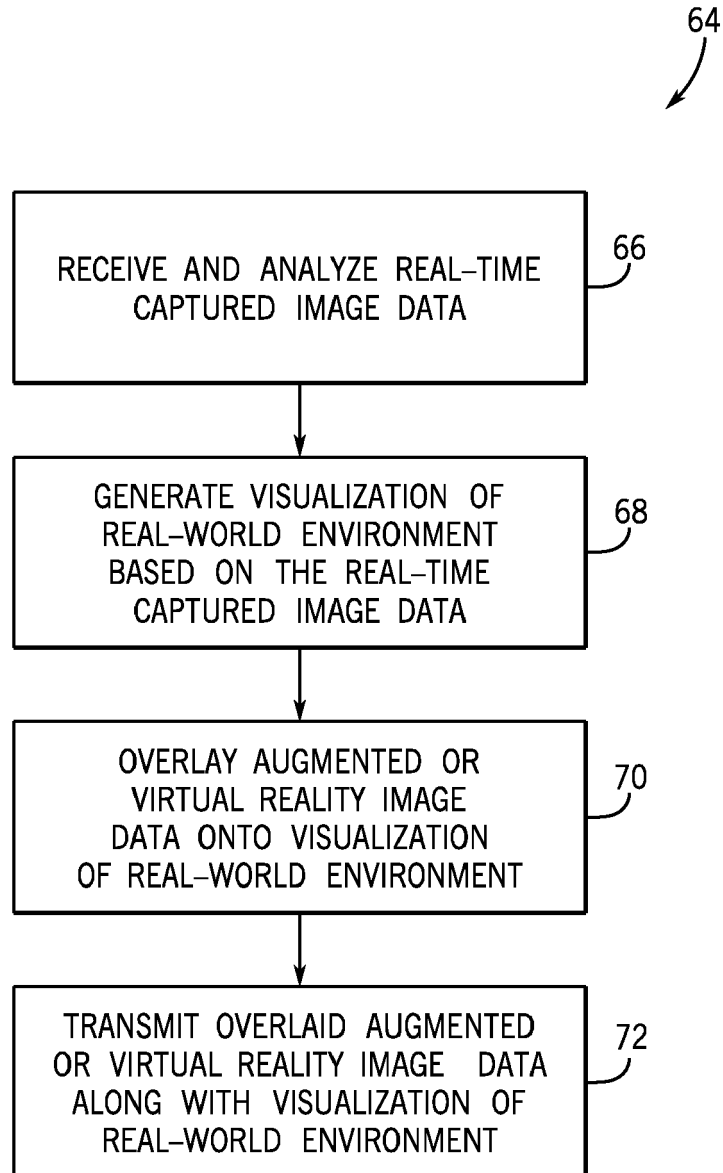 64
RECEIVE AND ANALYZE REAL-TIME
CAPTURED IMAGE DATA
66
GENERATE VISUALIZATION OF
REAL-WORLD ENVIRONMENT
BASED ON THE REAL-TIME
CAPTURED IMAGE DATA
68
OVERLAY AUGMENTED OR
VIRTUAL REALITY IMAGE
DATA ONTO VISUALIZATION
OF REAL-WORLD ENVIRONMENT
70
TRANSMIT OVERLAID AUGMENTED
OR VIRTUAL REALITY IMAGE DATA
ALONG WITH VISUALIZATION OF
REAL-WORLD ENVIRONMENT
72